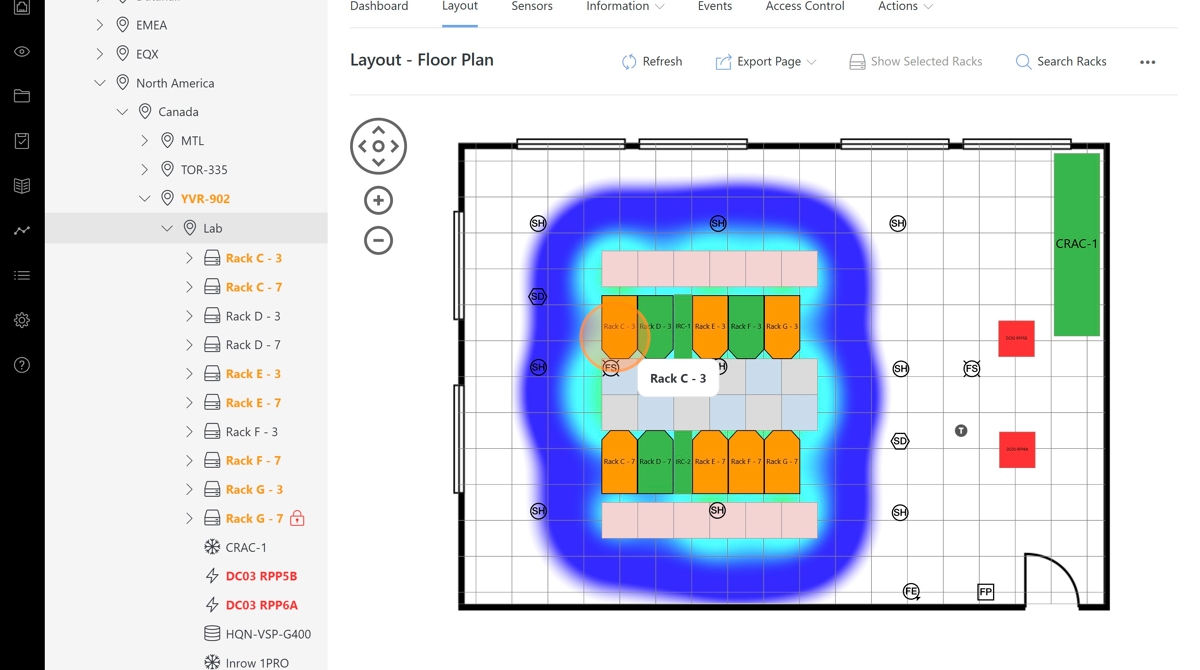 Dashboard
Layout
Sensors
Information
Events
Access Control
Actions
EMEA
EQX
North America
Canada
MTL
TOR-335
YVR-902
Lab
Rack C - 3
Rack C - 7
Rack D - 3
Rack D - 7
Rack E - 3
Rack E - 7
Rack F - 3
Rack F - 7
Rack G - 3
Rack G - 7
CRAC-1
DC03 RPP5B
DC03 RPP6A
HQN-VSP-G400
Inrow 1PRO
Layout - Floor Plan
Refresh
Export Page
Show Selected Racks
Search Racks
SH
SH
SH
CRAC-1
SD
Rack C - 3
Rack D - 3
IRC-1
Rack E - 3
Rack F - 3
Rack G - 3
SH
FS
SH
FS
Rack C - 3
T
SD
Rack C - 7
Rack D - 7
IRC-2
Rack E - 7
Rack F - 7
Rack G - 7
SH
SH
SH
FE
FP